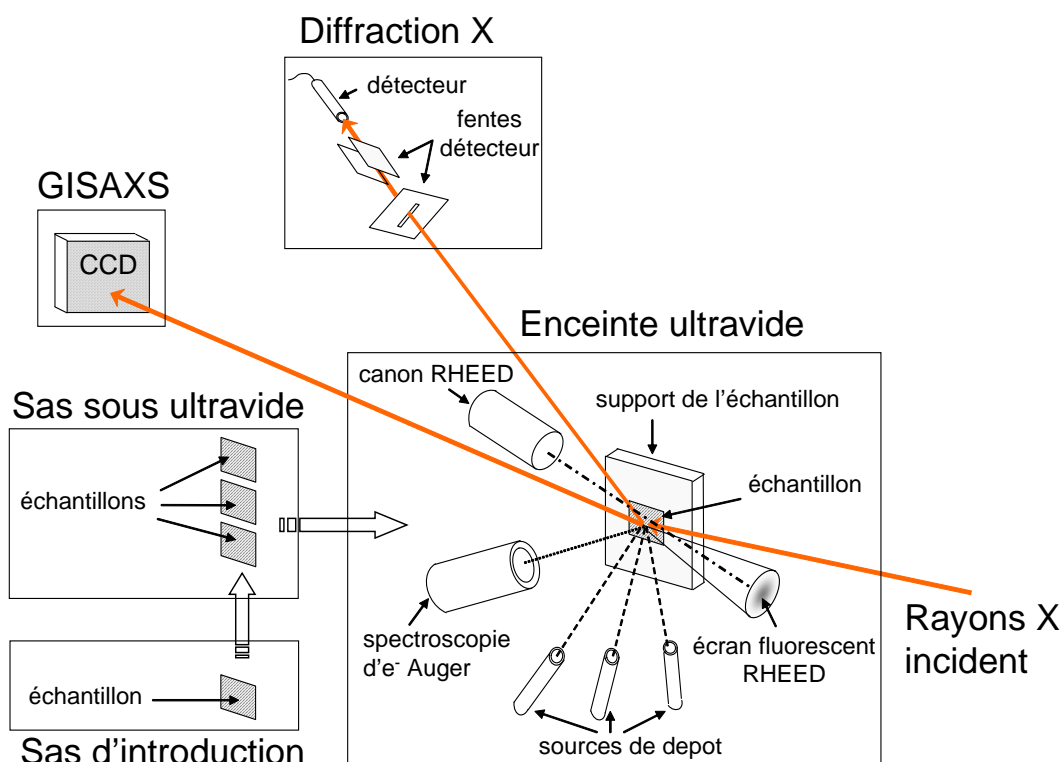 Diffraction X
détecteur
fentes
détecteur
GISAXS
CCD
Enceinte ultravide
canon RHEED
support de l'échantillon
échantillon
Sas sous ultravide
échantillons
spectroscopie
d'e- Auger
écran fluorescent
RHEED
Rayons X
incident
échantillon
sources de depot
Sas d'introduction